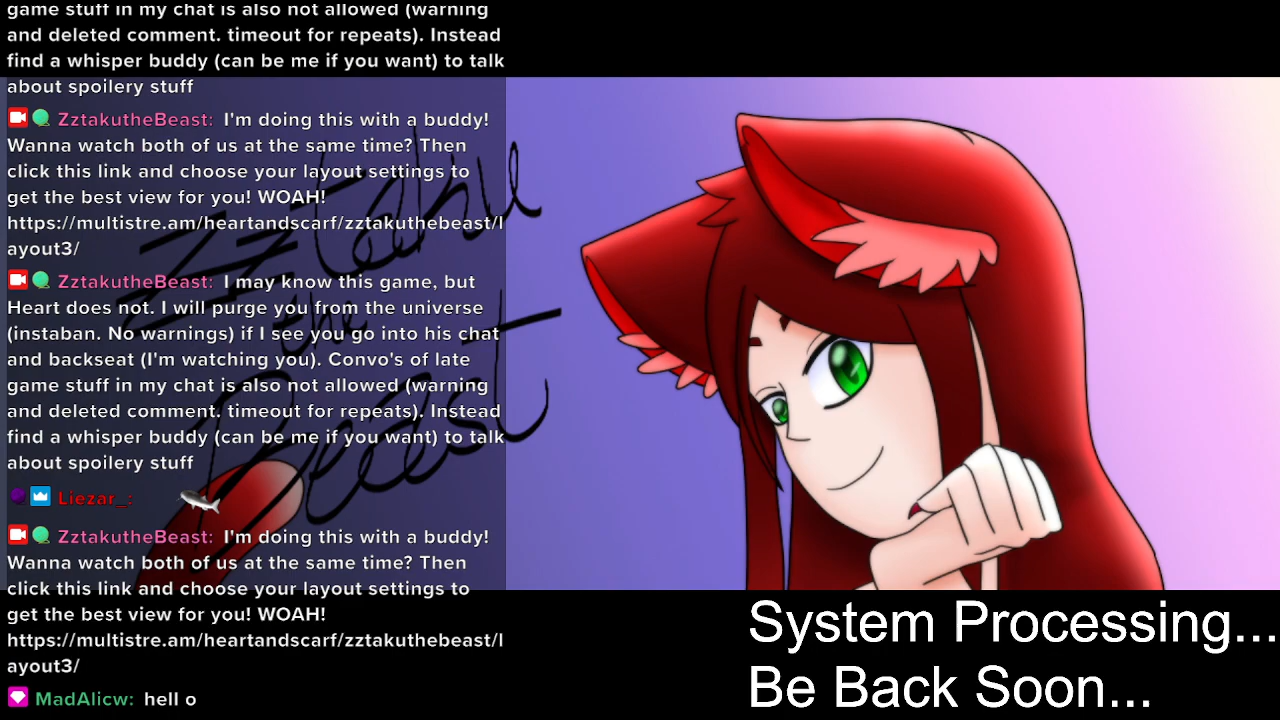 game stuff in my chat is also not allowed (warning
and deleted comment. timeout for repeats). Instead
find a whisper buddy (can be me if you want) to talk
about spoilery stuff
ZztakutheBeast: I'm doing this with a buddy!
Wanna watch both of us at the same time? Then
click this link and choose your layout settings to
get the best view for you! WOAH!
https://multistre.am/heartandscarf/zztakuthebeast/l
ayout3/
ZztakutheBeast: I may know this game, but
Heart does not. I will purge you from the universe
(instaban. No warnings) if I see you go into his chat
and backseat (I'm watching you). Convo's of late
game stuff in my chat is also not allowed (warning
and deleted comment. timeout for repeats). Instead
find a whisper buddy (can be me if you want) to talk
about spoilery stuff
Liezar_:
ZztakutheBeast: I'm doing this with a buddy!
Wanna watch both of us at the same time? Then
click this link and choose your layout settings to
get the best view for you! WOAH!
https://multistre.am/heartandscarf/zztakuthebeast/l
ayout3/
MadAlicw: hell o
Zztaku
the
Beast
System Processing...
Be Back Soon...